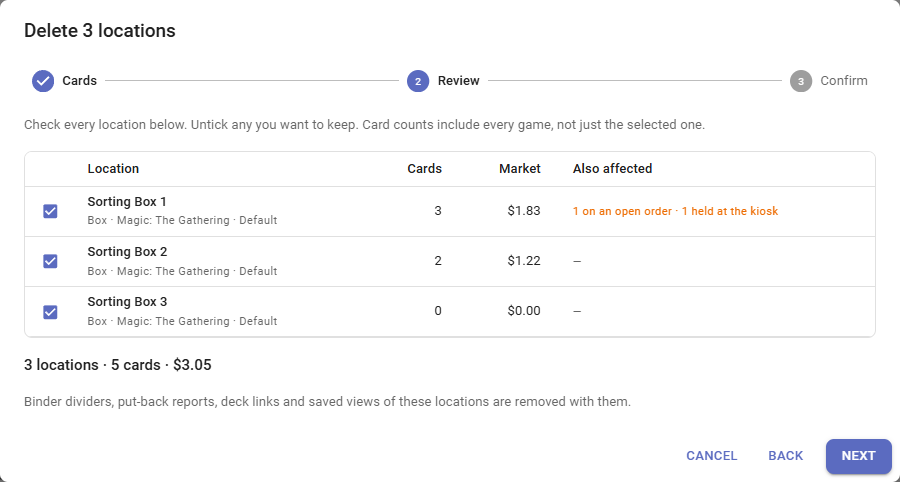 Delete 3 locations
Cards
2 Review
3 Confirm
Check every location below. Untick any you want to keep. Card counts include every game, not just the selected one.
Location Cards Market Also affected
Sorting Box 1
Box · Magic: The Gathering · Default
3 $1.83 1 on an open order · 1 held at the kiosk
Sorting Box 2
Box · Magic: The Gathering · Default
2 $1.22 –
Sorting Box 3
Box · Magic: The Gathering · Default
0 $0.00 –
3 locations · 5 cards · $3.05
Binder dividers, put-back reports, deck links and saved views of these locations are removed with them.
CANCEL BACK NEXT